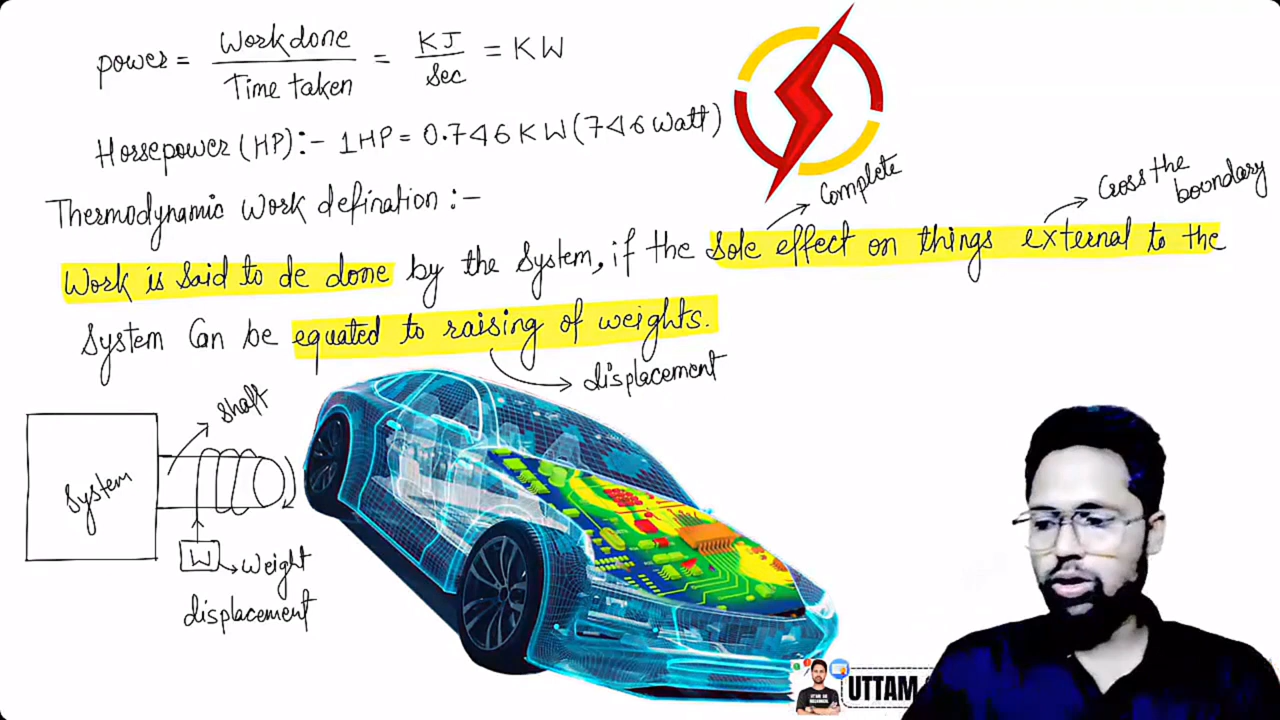 power = Workdone / Time taken = KJ / Sec = KW
Horsepower (HP):- 1HP = 0.746 KW (746 Watt)
Complete
Cross the boundary
Thermodynamic Work defination :-
Work is Said to de done by the System, if the Sole effect on things external to the
System Can be equated to raising of weights.
displacement
Shaft
System
W
Weight
displacement
UTTAM